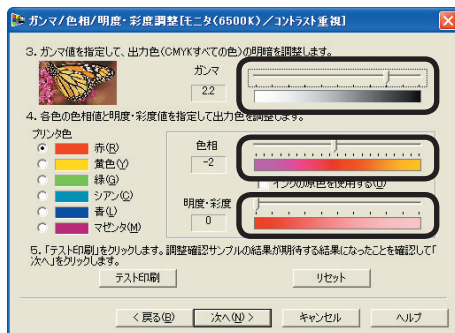 ガンマ/色相/明度・彩度調整[モニタ(6500K)/コントラスト重視]
3. ガンマ値を指定して、出力色(CMYKすべての色)の明暗を調整します。
ガンマ
2.2
4. 各色の色相値と明度・彩度値を指定して出力色を調整します。
プリンタ色
赤(R)
黄色(Y)
緑(G)
シアン(C)
青(L)
マゼンタ(M)
色相
-2
インクの原色を使用する(U)
明度・彩度
0
5. 「テスト印刷」をクリックします。調整確認サンプルの結果が期待する結果になったことを確認して「
次へ」をクリックします。
テスト印刷
リセット
< 戻る(B)
次へ(N) >
キャンセル
ヘルプ